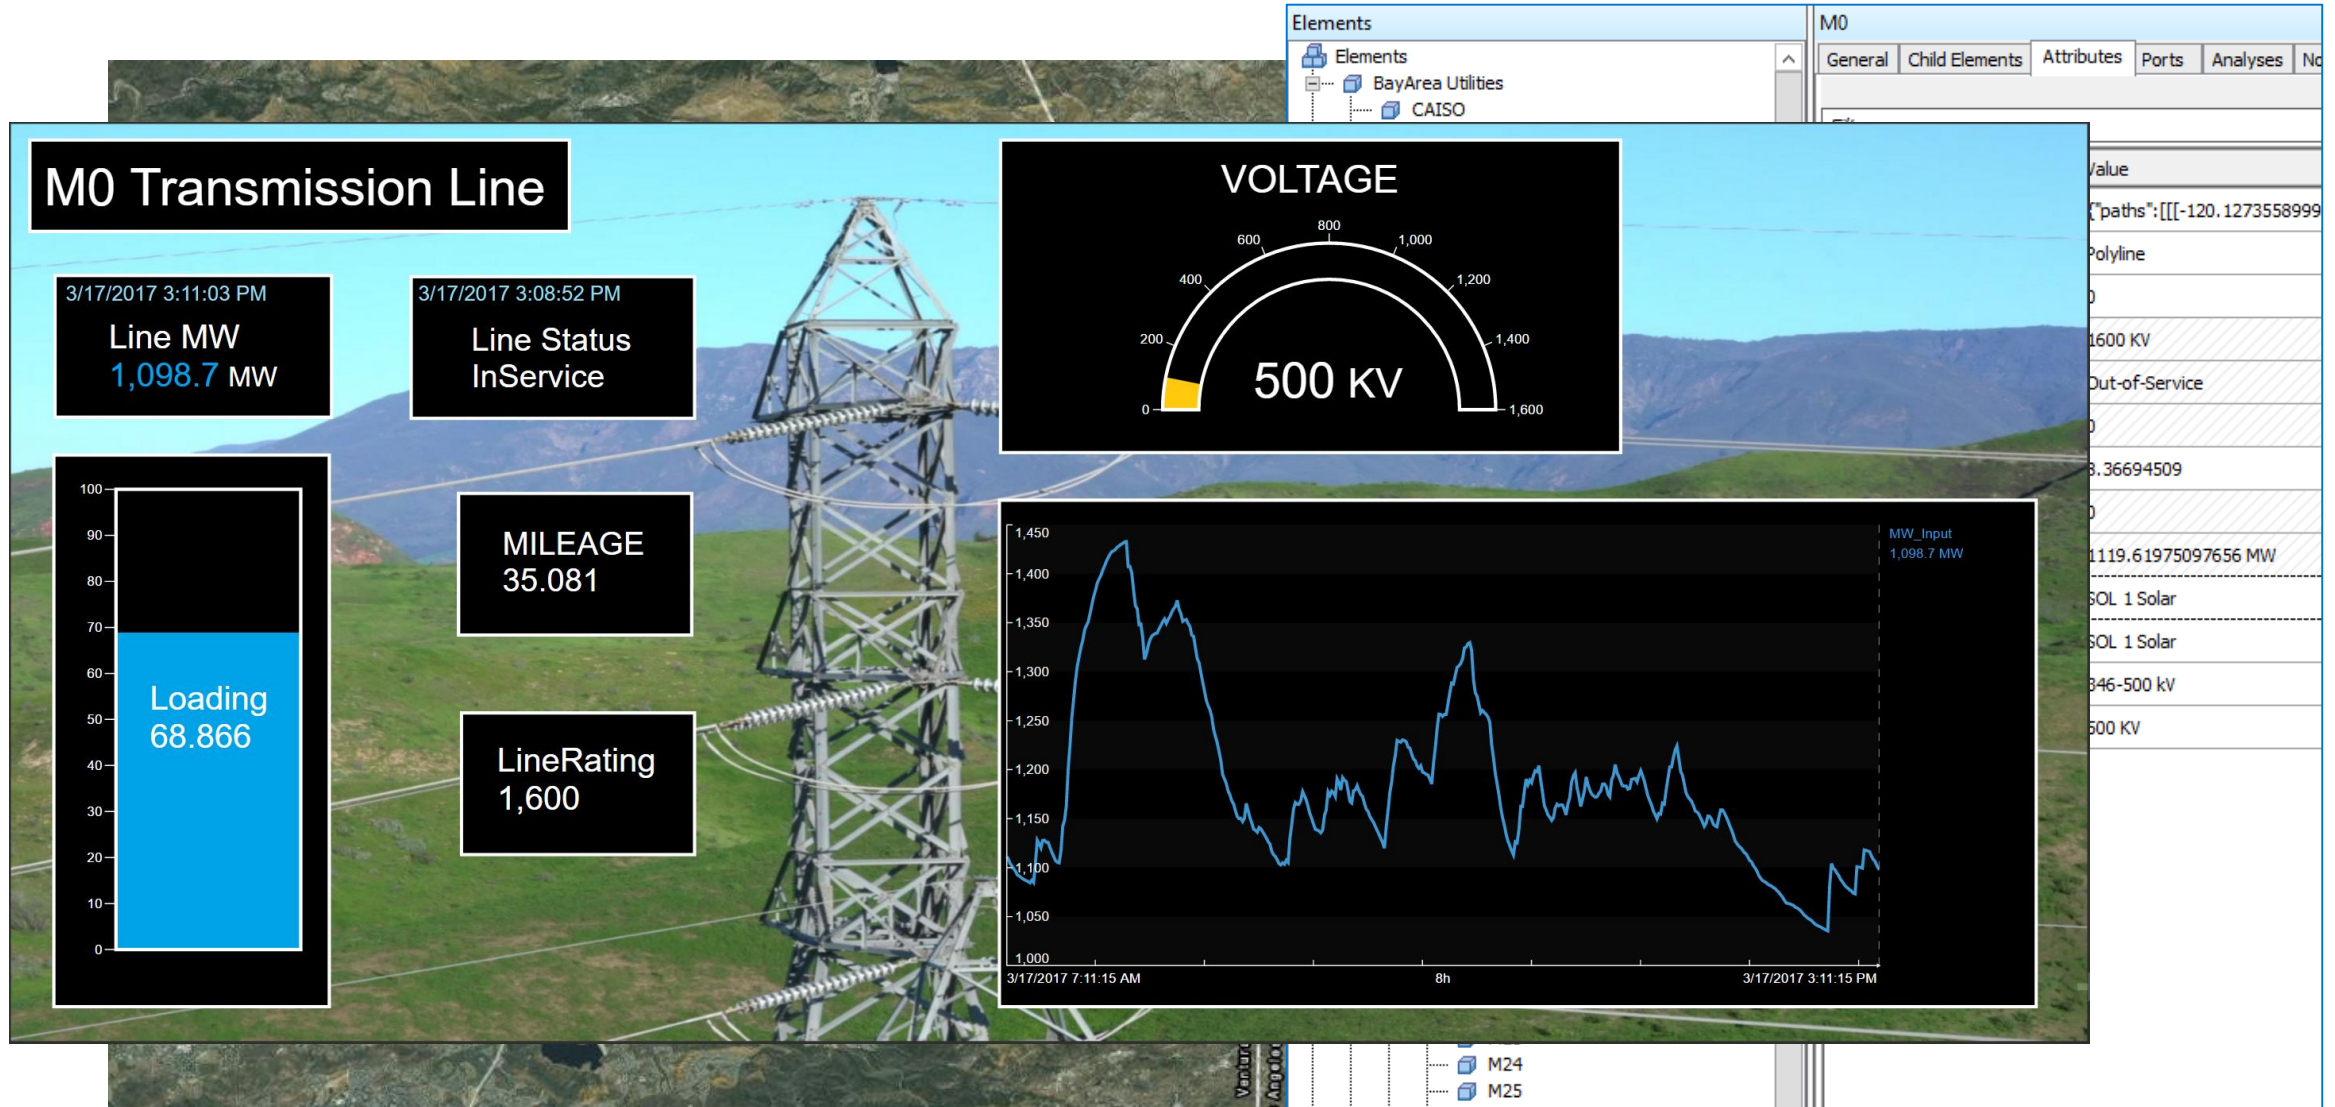 Elements
M0
Elements
BayArea Utilities
CAISO
General
Child Elements
Attributes
Ports
Analyses
M0 Transmission Line
3/17/2017 3:11:03 PM
Line MW
1,098.7 MW
3/17/2017 3:08:52 PM
Line Status
InService
VOLTAGE
0
200
400
600
800
1,000
1,200
1,400
1,600
500 KV
100
90
80
70
60
50
40
30
20
10
0
Loading
68.866
MILEAGE
35.081
LineRating
1,600
1,450
1,400
1,350
1,300
1,250
1,200
1,150
1,100
1,050
1,000
3/17/2017 7:11:15 AM
8h
3/17/2017 3:11:15 PM
MW_Input
1,098.7 MW
Value
{"paths":[[[-120.1273558999
Polyline
0
1600 KV
Out-of-Service
0
3.36694509
0
1119.61975097656 MW
SOL 1 Solar
SOL 1 Solar
346-500 kV
500 KV
M24
M25
Ventura
Angeles